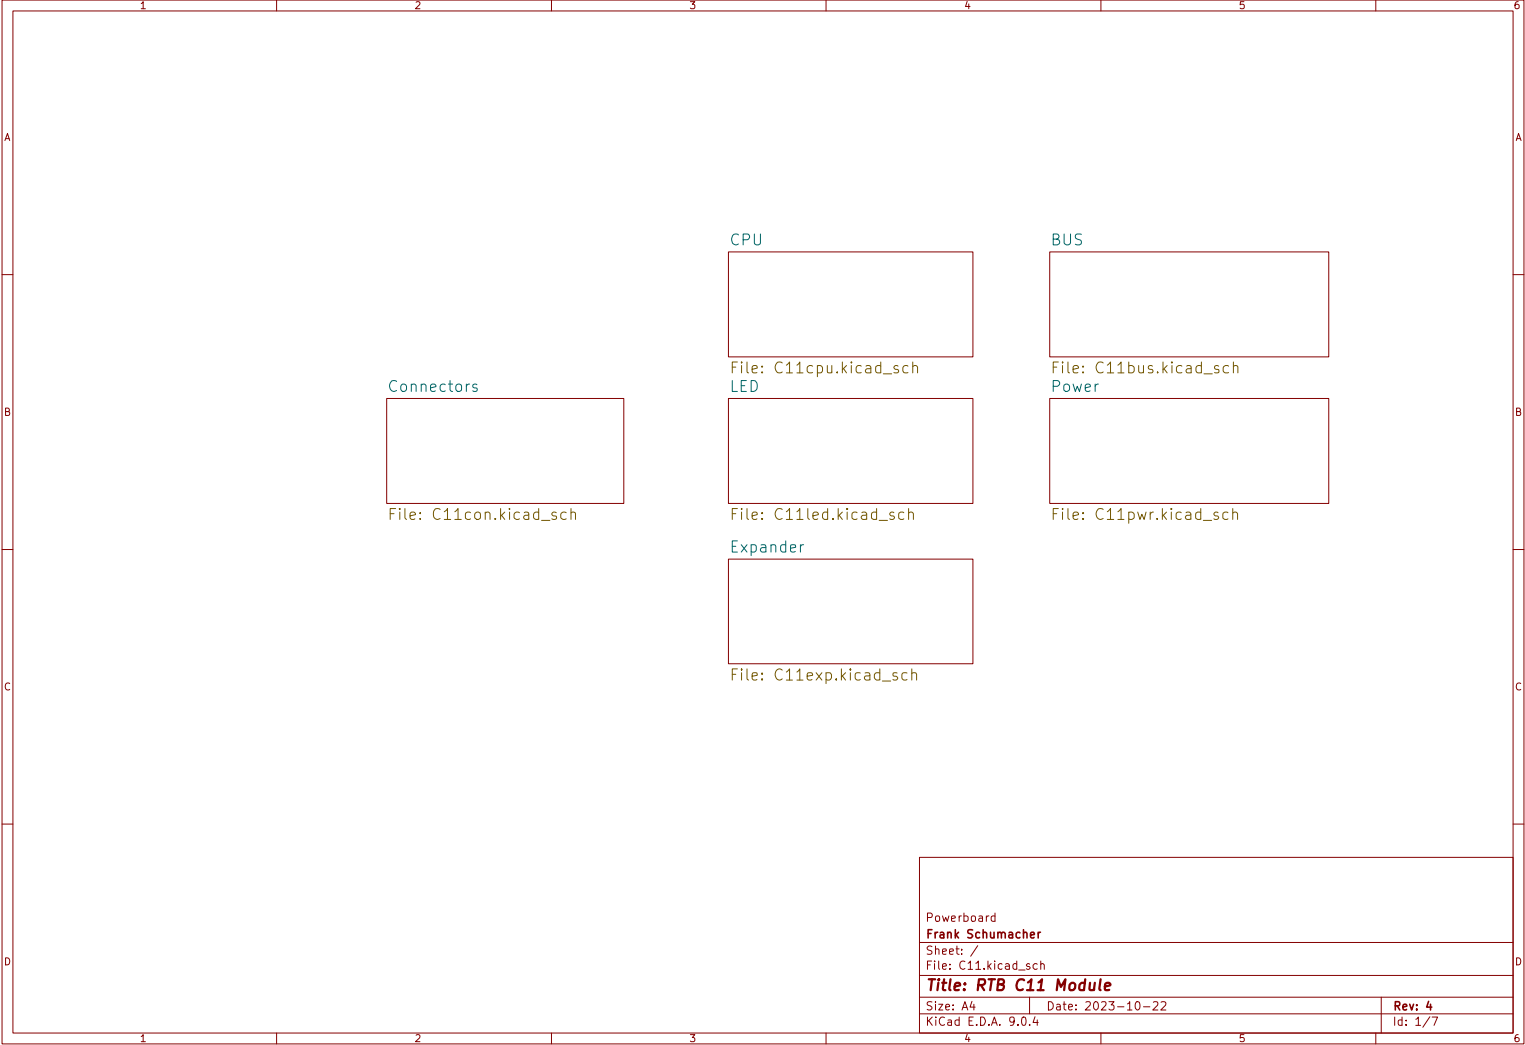 1 2 3 4 5 6
A A
CPU BUS
File: C11cpu.kicad_sch File: C11bus.kicad_sch
Connectors LED Power
B B
File: C11con.kicad_sch File: C11led.kicad_sch File: C11pwr.kicad_sch
Expander
File: C11exp.kicad_sch
C C
Powerboard
Frank Schumacher
Sheet: /
D D
File: C11.kicad_sch
Title: RTB C11 Module
Size: A4 Date: 2023-10-22 Rev: 4
KiCad E.D.A. 9.0.4 Id: 1/7
1 2 3 4 5 6